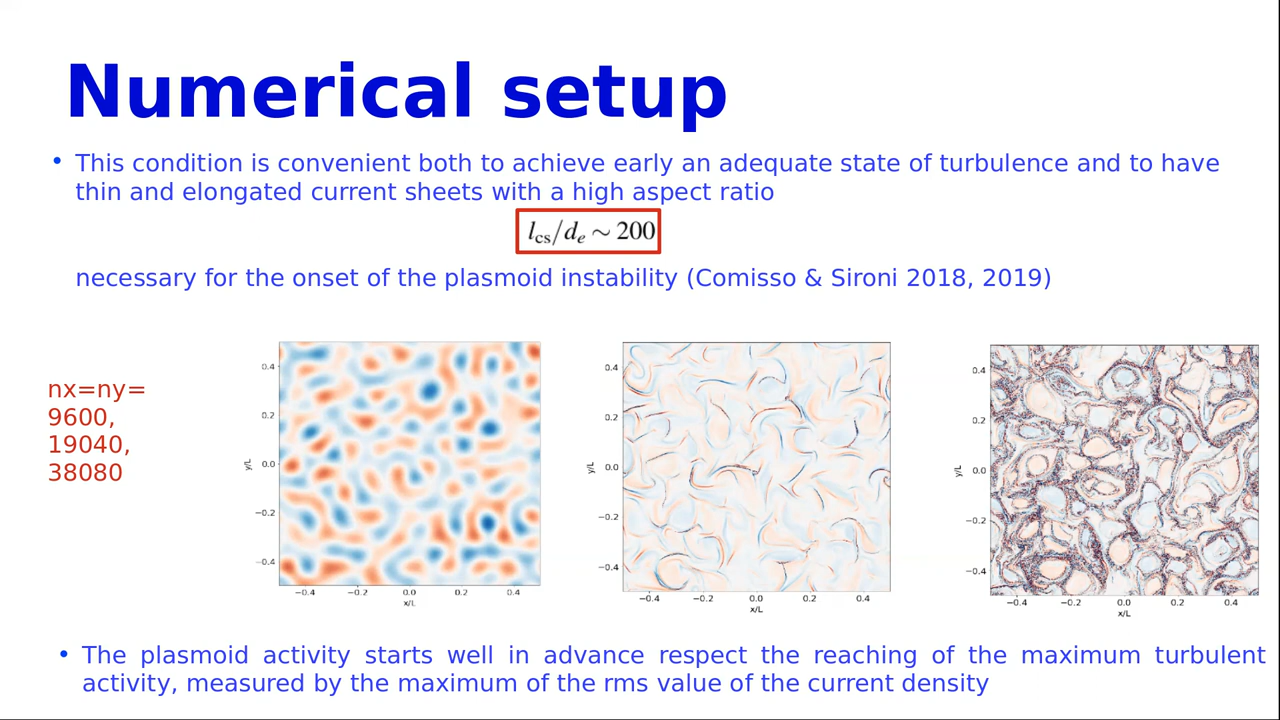 Numerical setup
• This condition is convenient both to achieve early an adequate state of turbulence and to have
thin and elongated current sheets with a high aspect ratio
l_cs/d_e ∼ 200
necessary for the onset of the plasmoid instability (Comisso & Sironi 2018, 2019)
nx=ny=
9600,
19040,
38080
0.4
0.2
0.0
−0.2
−0.4
y/L
−0.4 −0.2 0.0 0.2 0.4
x/L
0.4
0.2
0.0
−0.2
−0.4
y/L
−0.4 −0.2 0.0 0.2 0.4
x/L
0.4
0.2
0.0
−0.2
−0.4
y/L
−0.4 −0.2 0.0 0.2 0.4
x/L
• The plasmoid activity starts well in advance respect the reaching of the maximum turbulent
activity, measured by the maximum of the rms value of the current density